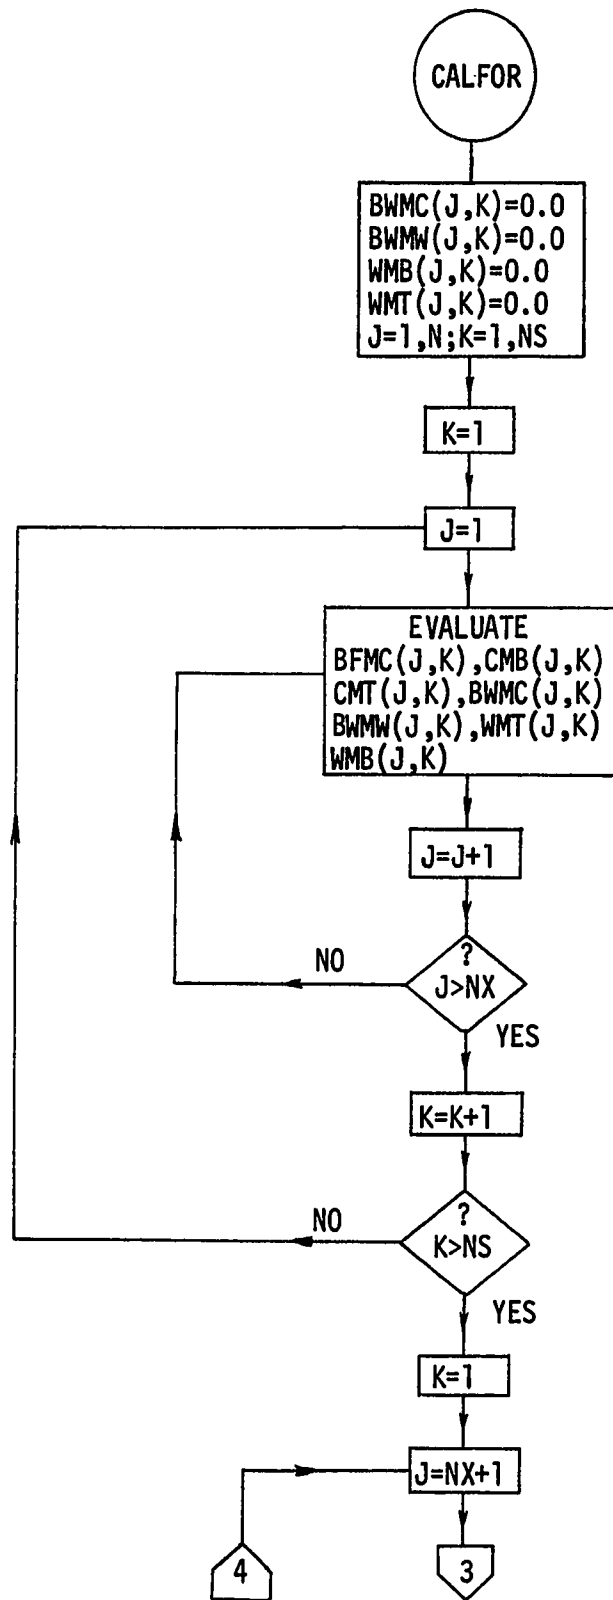 CALFOR
BWMC(J,K)=0.0
BWMW(J,K)=0.0
WMB(J,K)=0.0
WMT(J,K)=0.0
J=1,N;K=1,NS
K=1
J=1
EVALUATE
BFMC(J,K),CMB(J,K)
CMT(J,K),BWMC(J,K)
BWMW(J,K),WMT(J,K)
WMB(J,K)
J=J+1
?
J>NX
NO
YES
K=K+1
?
K>NS
NO
YES
K=1
J=NX+1
4
3